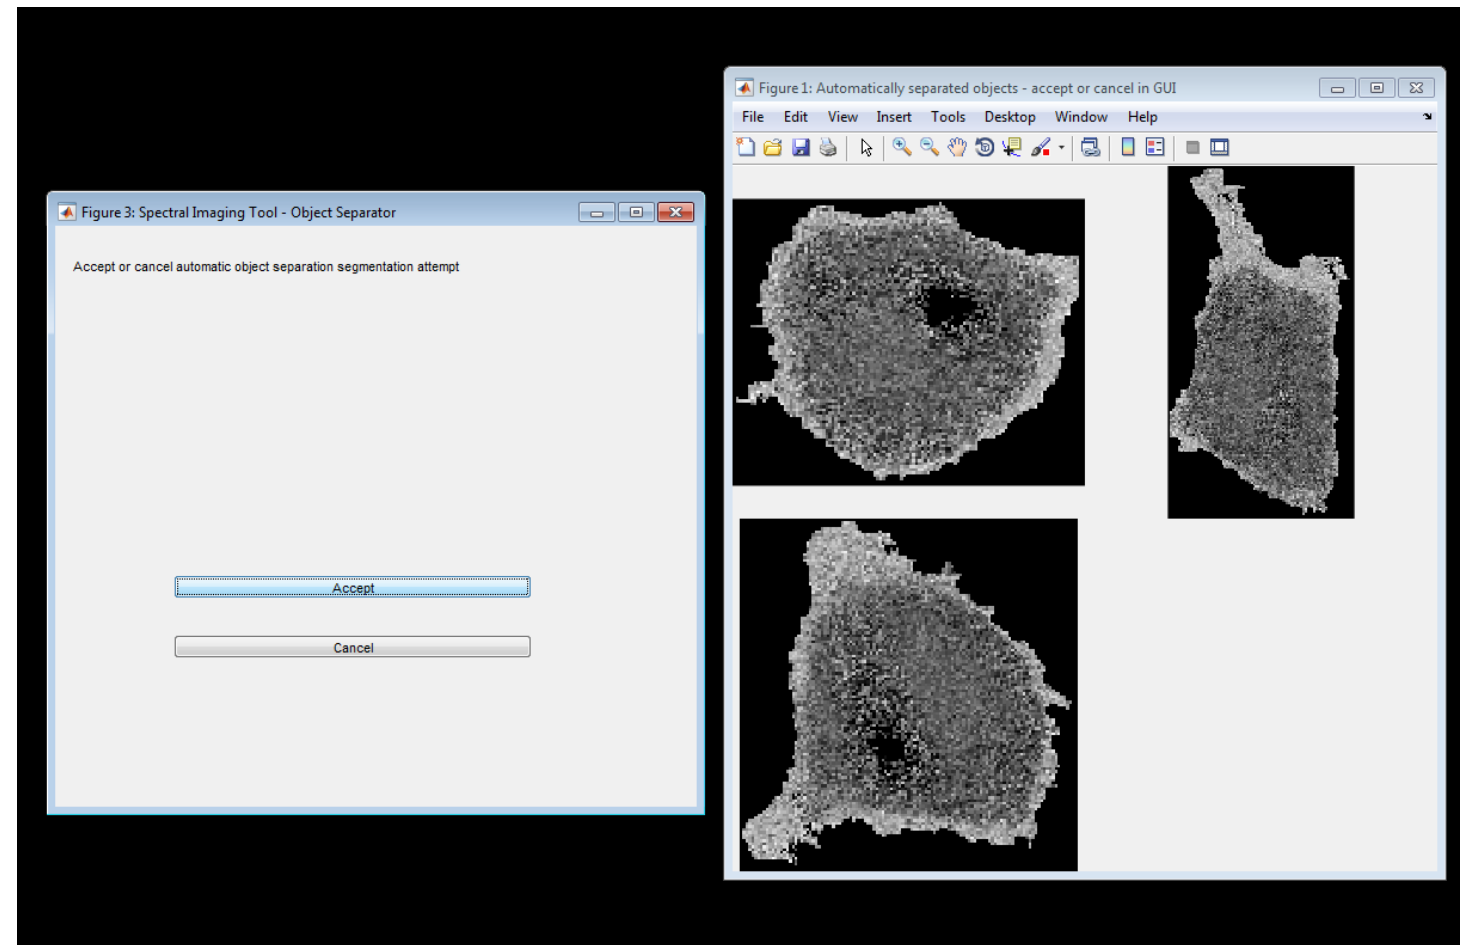 Figure 3: Spectral Imaging Tool - Object Separator
Accept or cancel automatic object separation segmentation attempt
Accept
Cancel
Figure 1: Automatically separated objects - accept or cancel in GUI
File Edit View Insert Tools Desktop Window Help